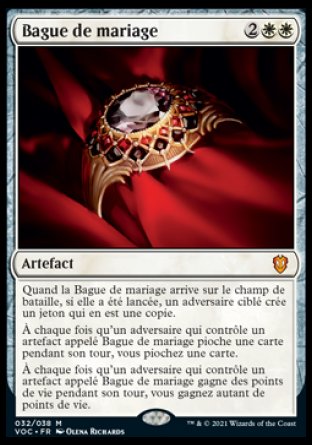 Bague de mariage 2
Artefact
Quand la Bague de mariage arrive sur le champ de
bataille, si elle a été lancée, un adversaire ciblé crée
un jeton qui en est une copie.
À chaque fois qu'un adversaire qui contrôle un
artefact appelé Bague de mariage pioche une carte
pendant son tour, vous piochez une carte.
À chaque fois qu'un adversaire qui contrôle un
artefact appelé Bague de mariage gagne des points
de vie pendant son tour, vous gagnez autant de
points de vie.
032/038 M
VOC • FR Olena Richards ™ & © 2021 Wizards of the Coast